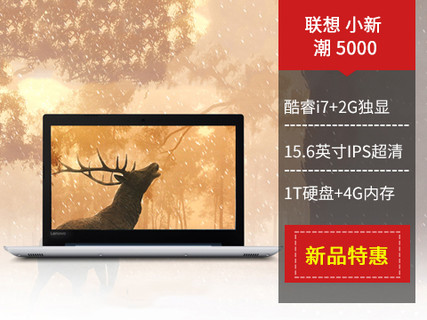 联想 小新
潮 5000
酷睿i7+2G独显
15.6英寸IPS超清
1T硬盘+4G内存
新品特惠
Lenovo